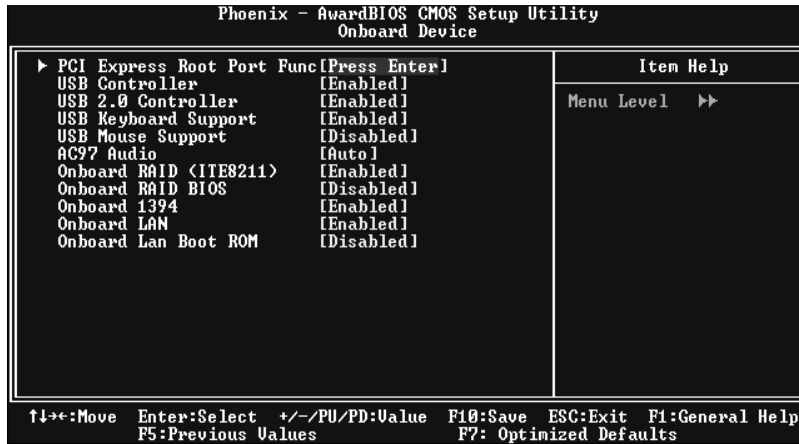 Phoenix - AwardBIOS CMOS Setup Utility
Onboard Device
▶ PCI Express Root Port Func[Press Enter]
USB Controller [Enabled]
USB 2.0 Controller [Enabled]
USB Keyboard Support [Enabled]
USB Mouse Support [Disabled]
AC97 Audio [Auto]
Onboard RAID (ITE8211) [Enabled]
Onboard RAID BIOS [Disabled]
Onboard 1394 [Enabled]
Onboard LAN [Enabled]
Onboard Lan Boot ROM [Disabled]
Item Help
Menu Level ▶▶
↑↓→←:Move Enter:Select +/-/PU/PD:Value F10:Save ESC:Exit F1:General Help
F5:Previous Values F7: Optimized Defaults